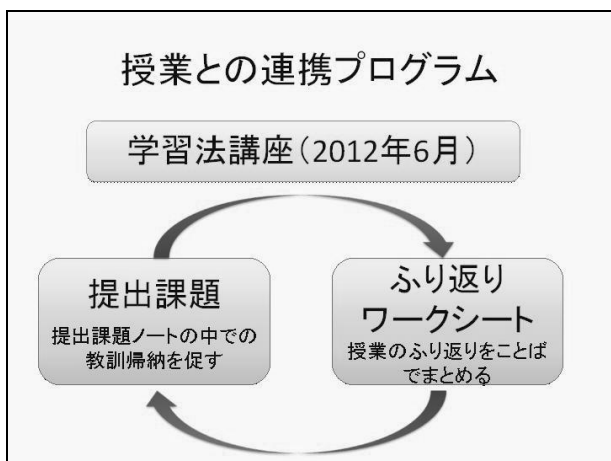 授業との連携プログラム
学習法講座（2012年6月）
提出課題
提出課題ノートの中での
教訓帰納を促す
ふり返り
ワークシート
授業のふり返りをことば
でまとめる